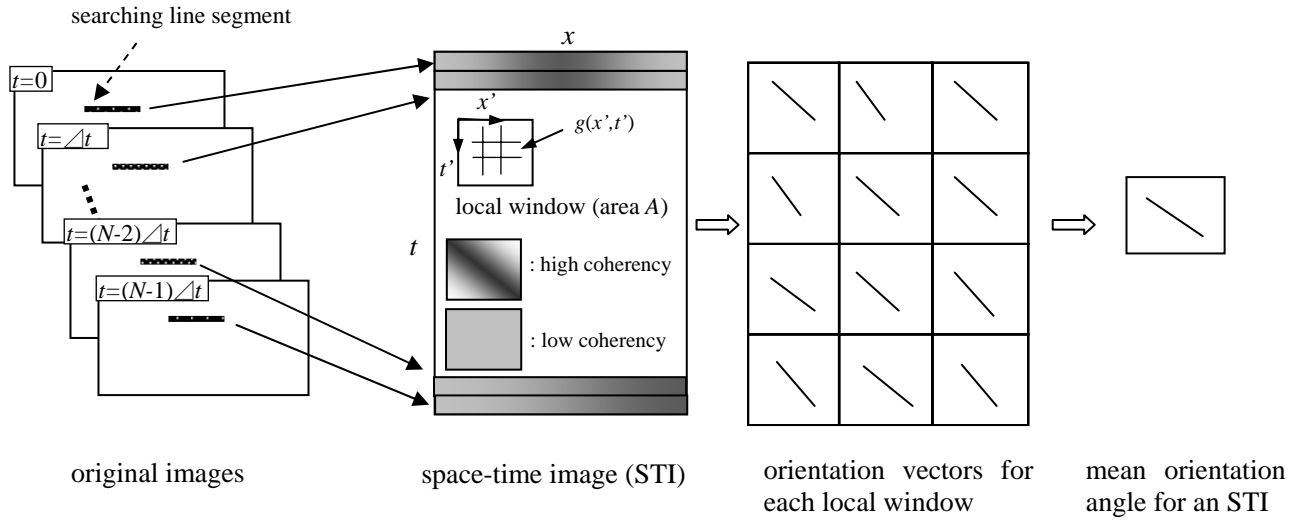 searching line segment
t=0
t=⊿t
t=(N-2)⊿t
t=(N-1)⊿t
original images
x
x’
g(x’,t’)
t’
local window (area A)
t
: high coherency
: low coherency
space-time image (STI)
orientation vectors for
each local window
mean orientation
angle for an STI